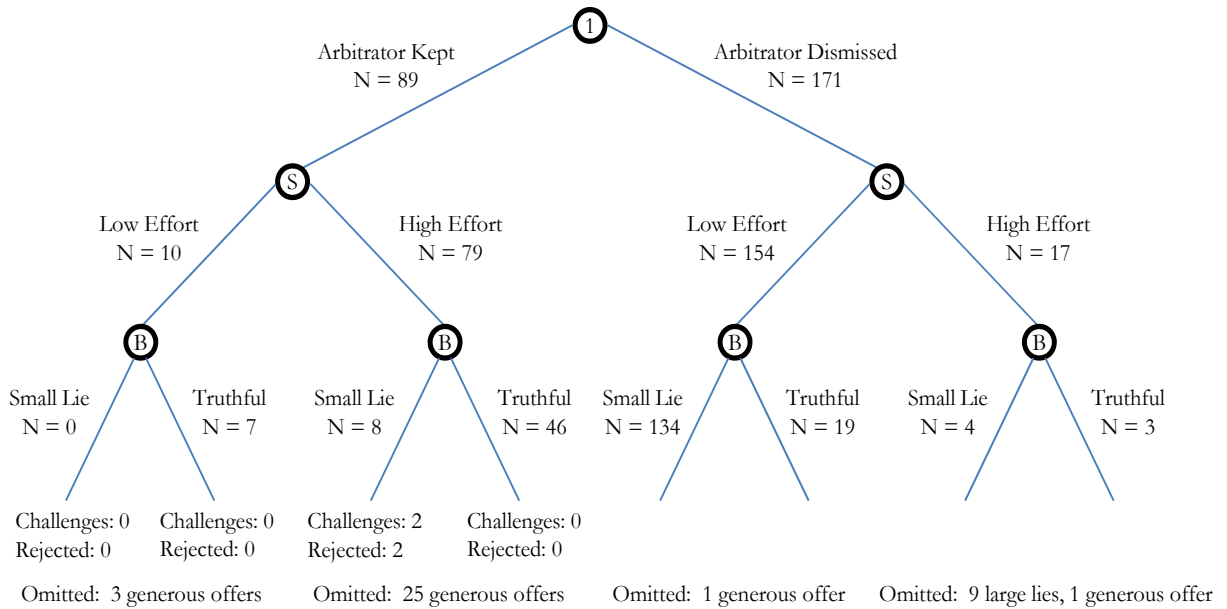 1
Arbitrator Kept
N = 89
Arbitrator Dismissed
N = 171
S
S
Low Effort
N = 10
High Effort
N = 79
Low Effort
N = 154
High Effort
N = 17
B
B
B
B
Small Lie
N = 0
Truthful
N = 7
Small Lie
N = 8
Truthful
N = 46
Small Lie
N = 134
Truthful
N = 19
Small Lie
N = 4
Truthful
N = 3
Challenges: 0
Rejected: 0
Challenges: 0
Rejected: 0
Challenges: 2
Rejected: 2
Challenges: 0
Rejected: 0
Omitted: 3 generous offers
Omitted: 25 generous offers
Omitted: 1 generous offer
Omitted: 9 large lies, 1 generous offer